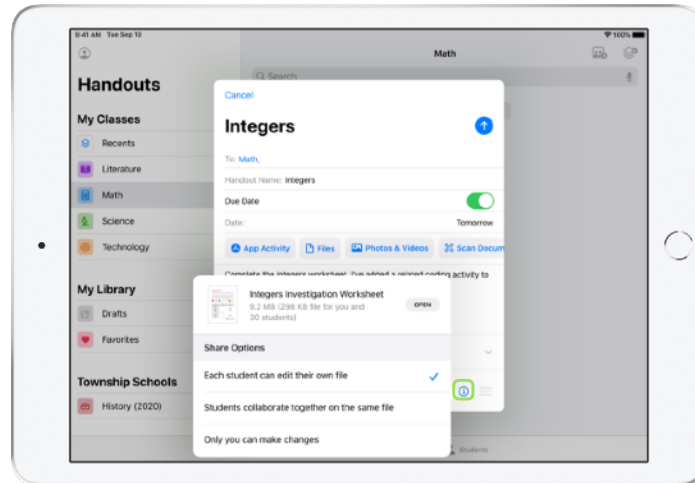 9:41 AM Tue Sep 10
100%
Math
Handouts
Search
My Classes
Recents
Literature
Math
Science
Technology
My Library
Drafts
Favorites
Township Schools
History (2020)
Cancel
Integers
To: Math,
Handout Name: Integers
Due Date
Date: Tomorrow
App Activity Files Photos & Videos Scan Docum
Complete the integers worksheet. I've added a related coding activity to
Integers Investigation Worksheet
9.2 MB (298 KB file for you and
30 students)
OPEN
Share Options
Each student can edit their own file
Students collaborate together on the same file
Only you can make changes
Students